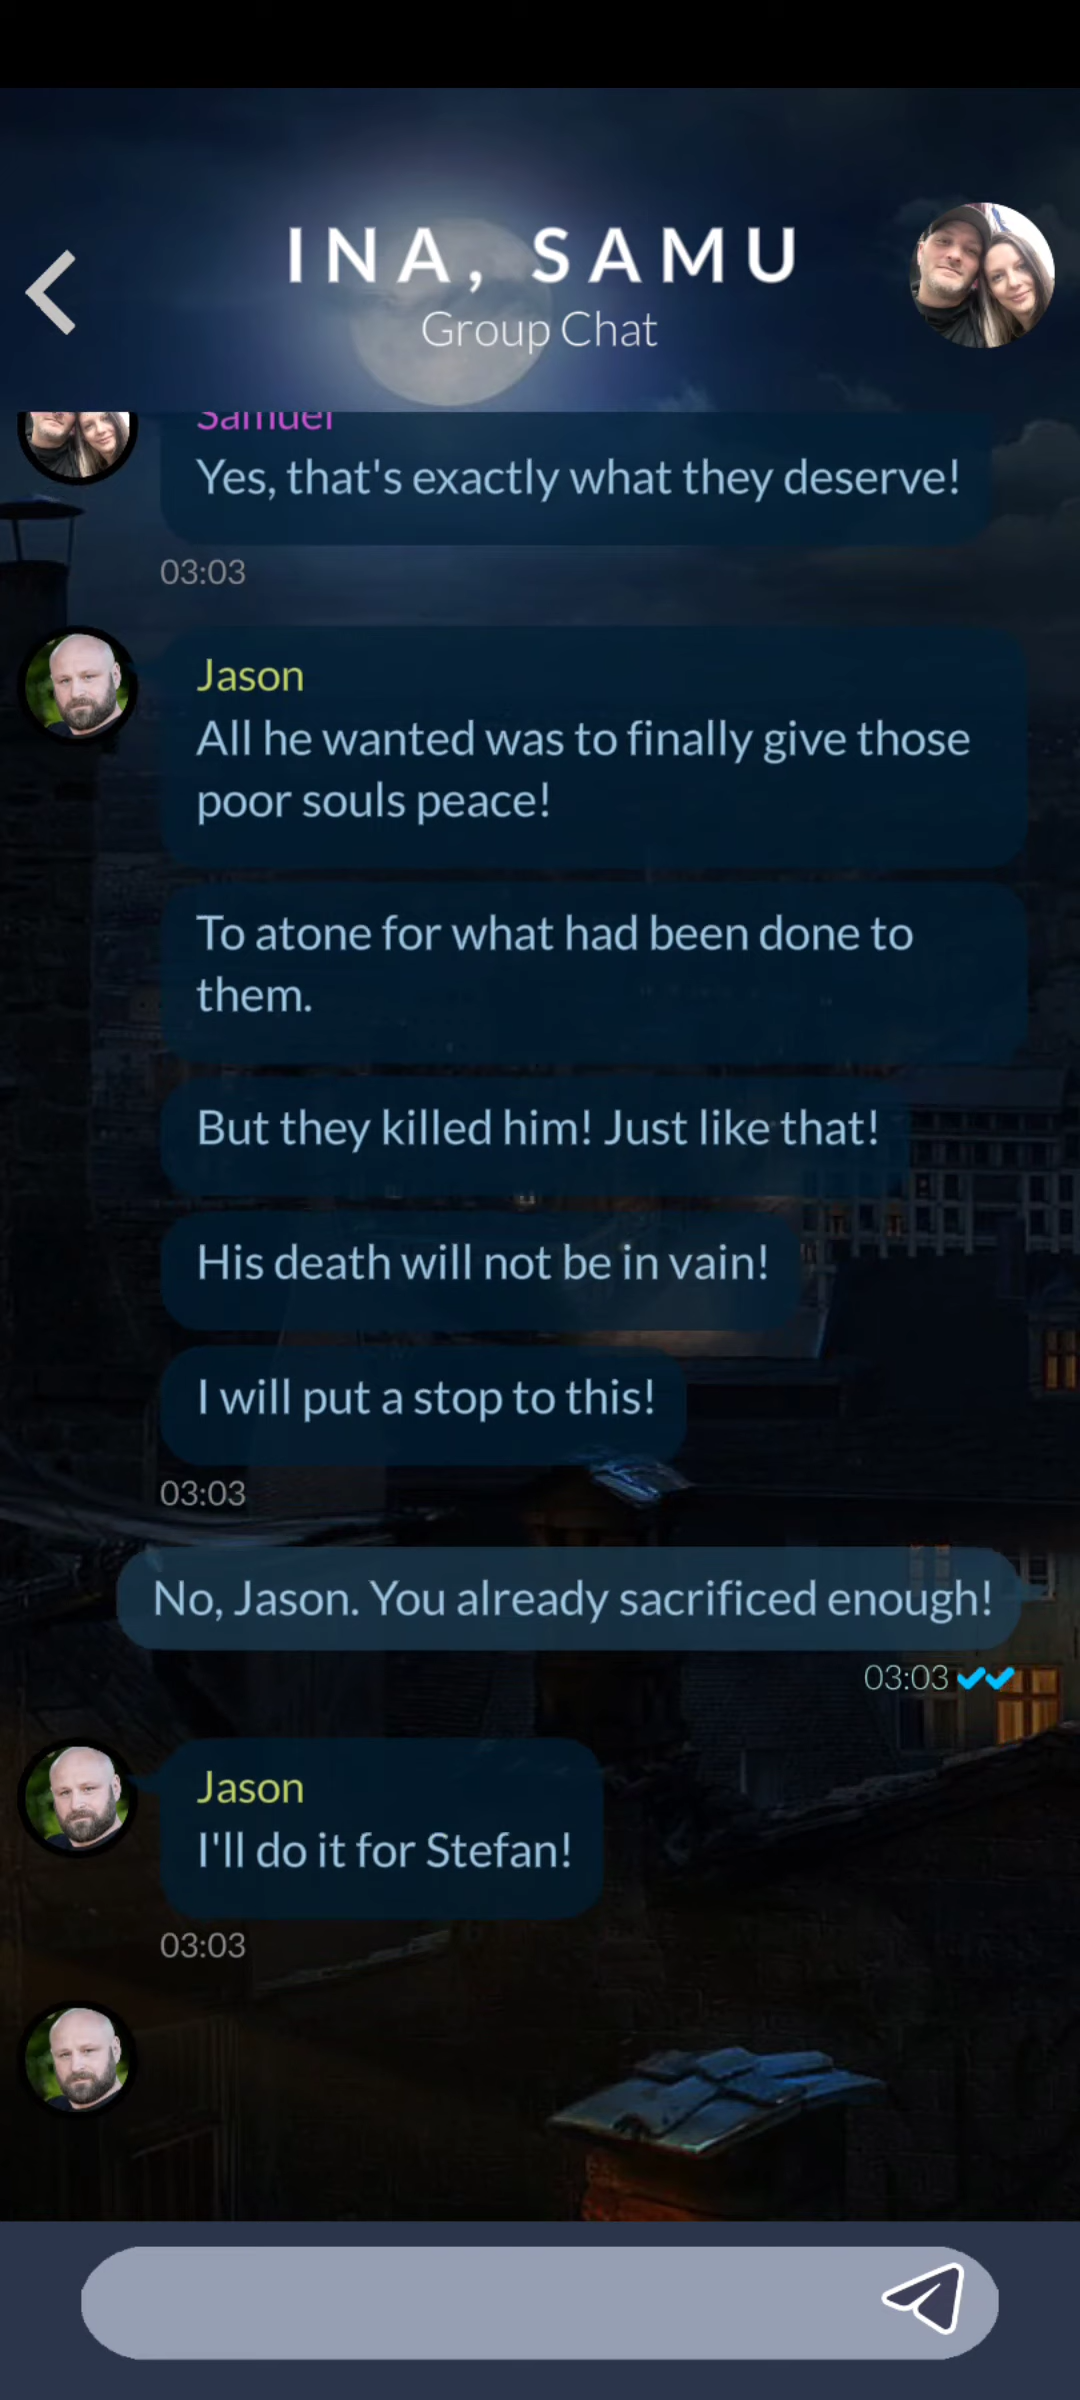 INA, SAMU
Group Chat
Samuel
Yes, that's exactly what they deserve!
03:03
Jason
All he wanted was to finally give those
poor souls peace!
To atone for what had been done to
them.
But they killed him! Just like that!
His death will not be in vain!
I will put a stop to this!
03:03
No, Jason. You already sacrificed enough!
03:03
Jason
I'll do it for Stefan!
03:03